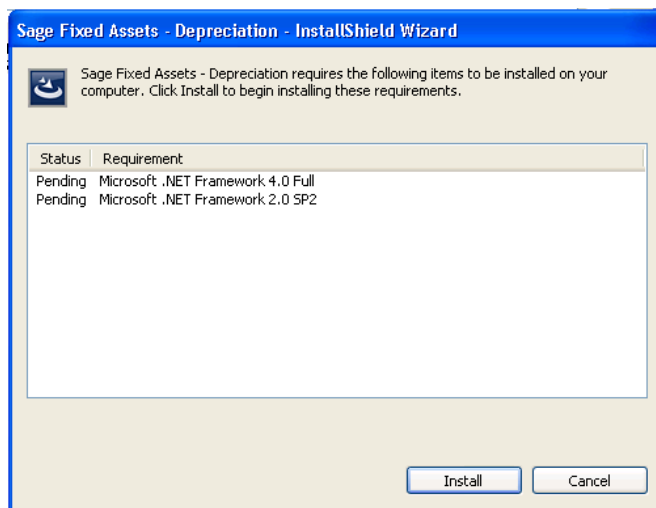 Sage Fixed Assets - Depreciation - InstallShield Wizard
Sage Fixed Assets - Depreciation requires the following items to be installed on your
computer. Click Install to begin installing these requirements.
Status Requirement
Pending Microsoft .NET Framework 4.0 Full
Pending Microsoft .NET Framework 2.0 SP2
Install Cancel